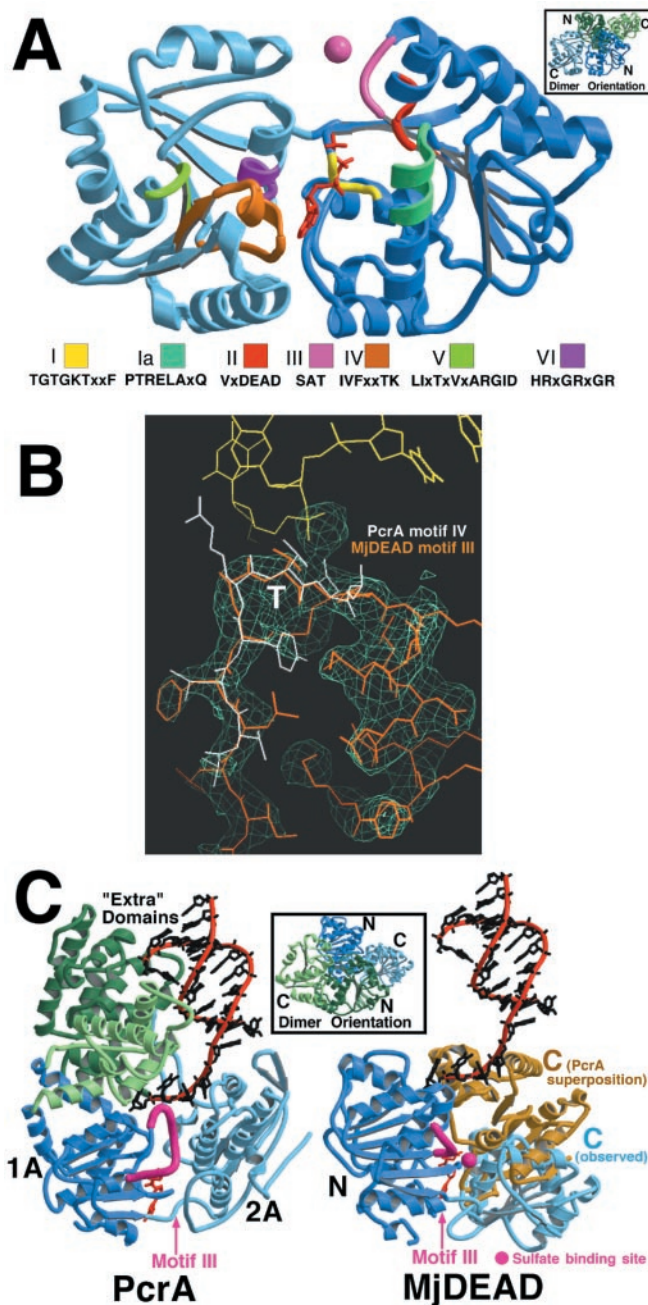 A
N
C
C
N
Dimer Orientation
I
TGTGKTxxF
Ia
PTRELAxQ
II
VxDEAD
III
SAT
IV
IVFxxTK
V
LIxTxVxARGID
VI
HRxGRxGR
B
PcrA motif IV
MjDEAD motif III
T
C
"Extra"
Domains
1A
2A
Motif III
PcrA
N
C
C
N
Dimer Orientation
C (PcrA
superposition)
C
(observed)
N
Motif III
Sulfate binding site
MjDEAD